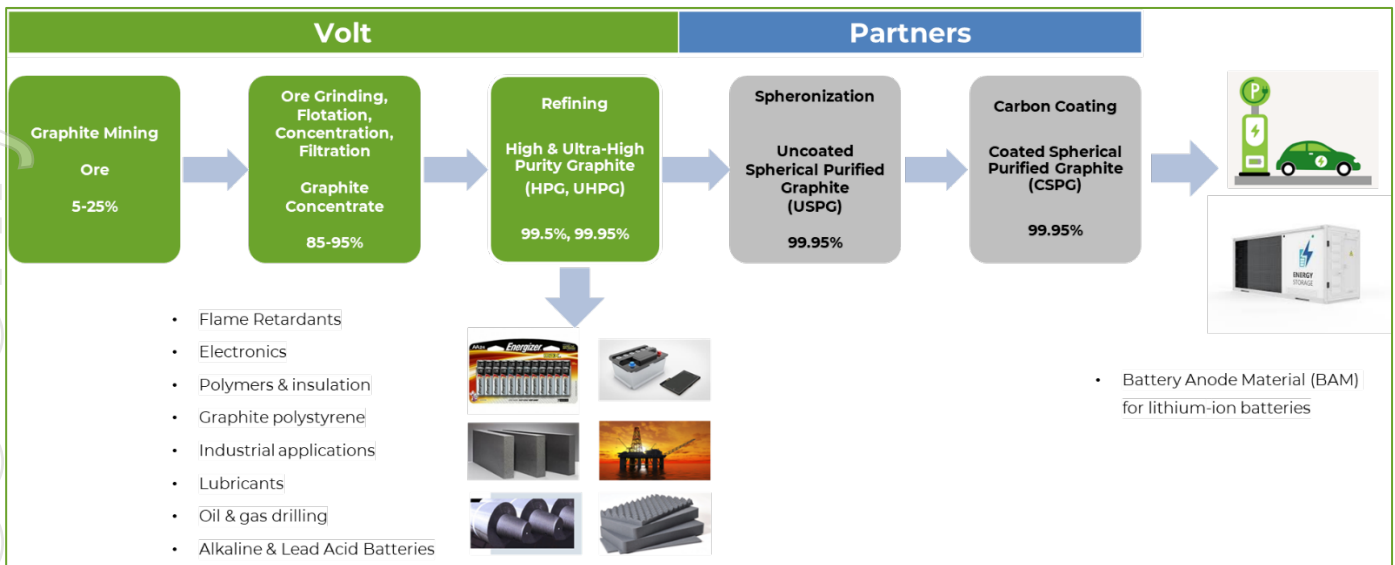 Volt
Partners
Graphite Mining
Ore
5-25%
Ore Grinding,
Flotation,
Concentration,
Filtration
Graphite
Concentrate
85-95%
Refining
High & Ultra-High
Purity Graphite
(HPG, UHPG)
99.5%, 99.95%
Spheronization
Uncoated
Spherical Purified
Graphite
(USPG)
99.95%
Carbon Coating
Coated Spherical
Purified Graphite
(CSPG)
99.95%
P
ENERGY
STORAGE
• Flame Retardants
• Electronics
• Polymers & insulation
• Graphite polystyrene
• Industrial applications
• Lubricants
• Oil & gas drilling
• Alkaline & Lead Acid Batteries
Energizer
• Battery Anode Material (BAM)
for lithium-ion batteries